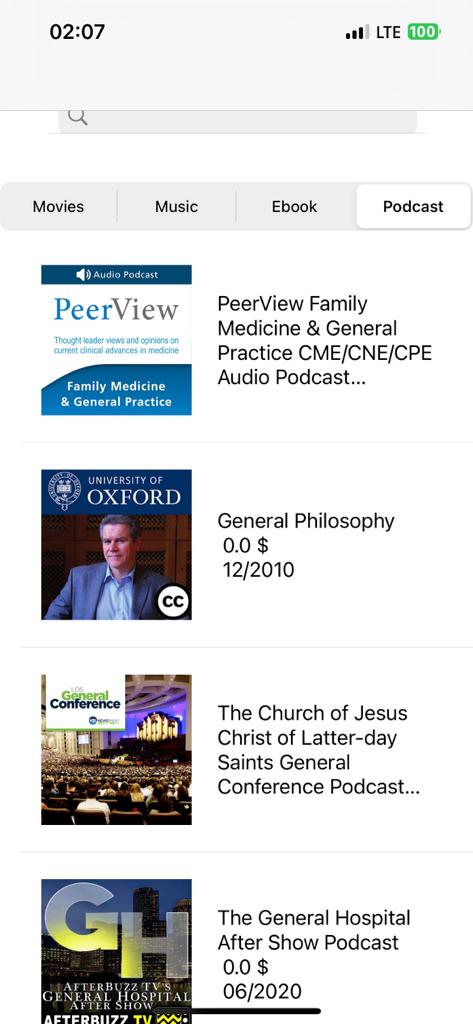 02:07
LTE
100
Movies
Music
Ebook
Podcast
Audio Podcast
PeerView
Thought leader views and opinions on
current clinical advances in medicine
Family Medicine
& General Practice
PeerView Family
Medicine & General
Practice CME/CNE/CPE
Audio Podcast...
UNIVERSITY OF
OXFORD
CC
General Philosophy
0.0 $
12/2010
LDS
General
Conference
The Church of Jesus
Christ of Latter-day
Saints General
Conference Podcast...
GH
AFTERBUZZ TV'S
GENERAL HOSPITAL
AFTER SHOW
AFTERBUZZ TV
The General Hospital
After Show Podcast
0.0 $
06/2020